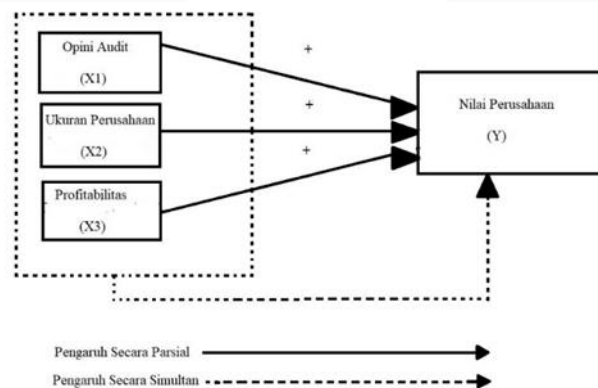 Opini Audit
(X1)
+
Ukuran Perusahaan
(X2)
+
Profitabilitas
(X3)
+
Nilai Perusahaan
(Y)
Pengaruh Secara Parsial
Pengaruh Secara Simultan